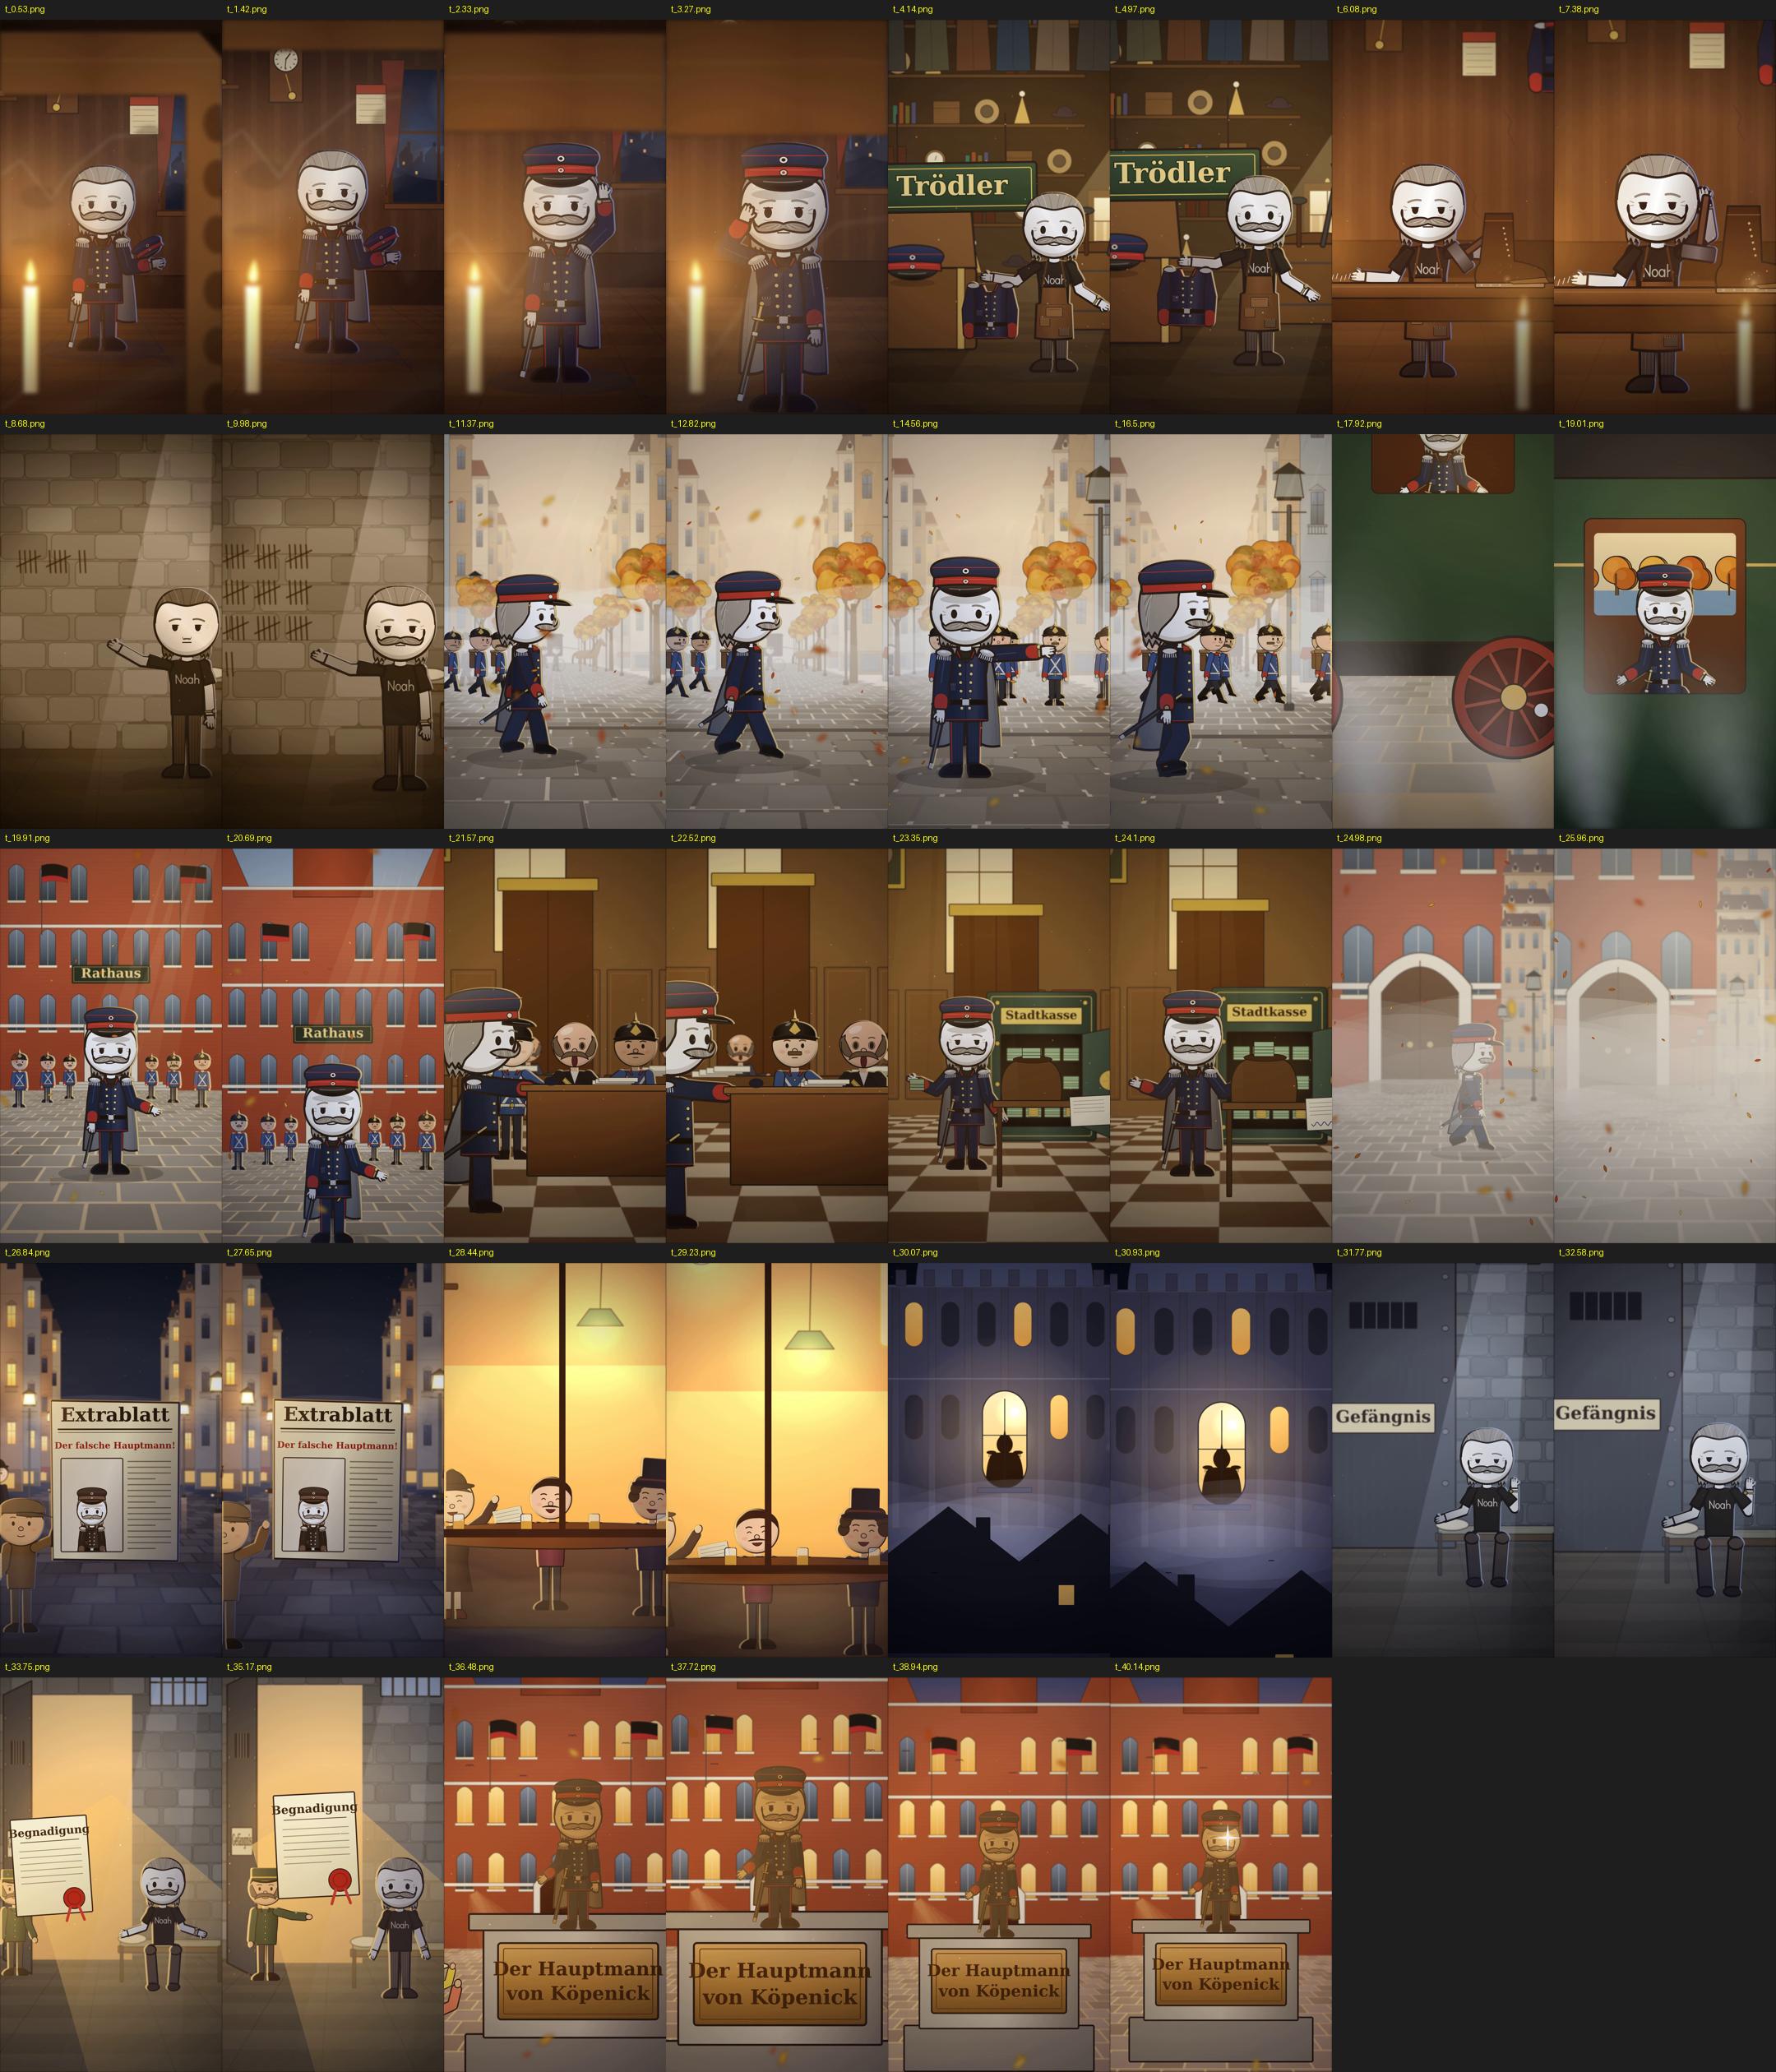 t_0.53.png
t_1.42.png
t_2.33.png
t_3.27.png
t_4.14.png
t_4.97.png
t_6.08.png
t_7.38.png
Trödler
Noah
Trödler
Noah
Noah
Noah
t_8.68.png
t_9.98.png
t_11.37.png
t_12.82.png
t_14.56.png
t_16.5.png
t_17.92.png
t_19.01.png
Noah
Noah
t_19.91.png
t_20.69.png
t_21.57.png
t_22.52.png
t_23.35.png
t_24.1.png
t_24.98.png
t_25.96.png
Rathaus
Rathaus
Stadtkasse
Stadtkasse
t_26.84.png
t_27.65.png
t_28.44.png
t_29.23.png
t_30.07.png
t_30.93.png
t_31.77.png
t_32.58.png
Extrablatt
Der falsche Hauptmann!
Extrablatt
Der falsche Hauptmann!
Gefängnis
Noah
Gefängnis
Noah
t_33.75.png
t_35.17.png
t_36.48.png
t_37.72.png
t_38.94.png
t_40.14.png
Begnadigung
Noah
Begnadigung
Noah
Der Hauptmann
von Köpenick
Der Hauptmann
von Köpenick
Der Hauptmann
von Köpenick
Der Hauptmann
von Köpenick